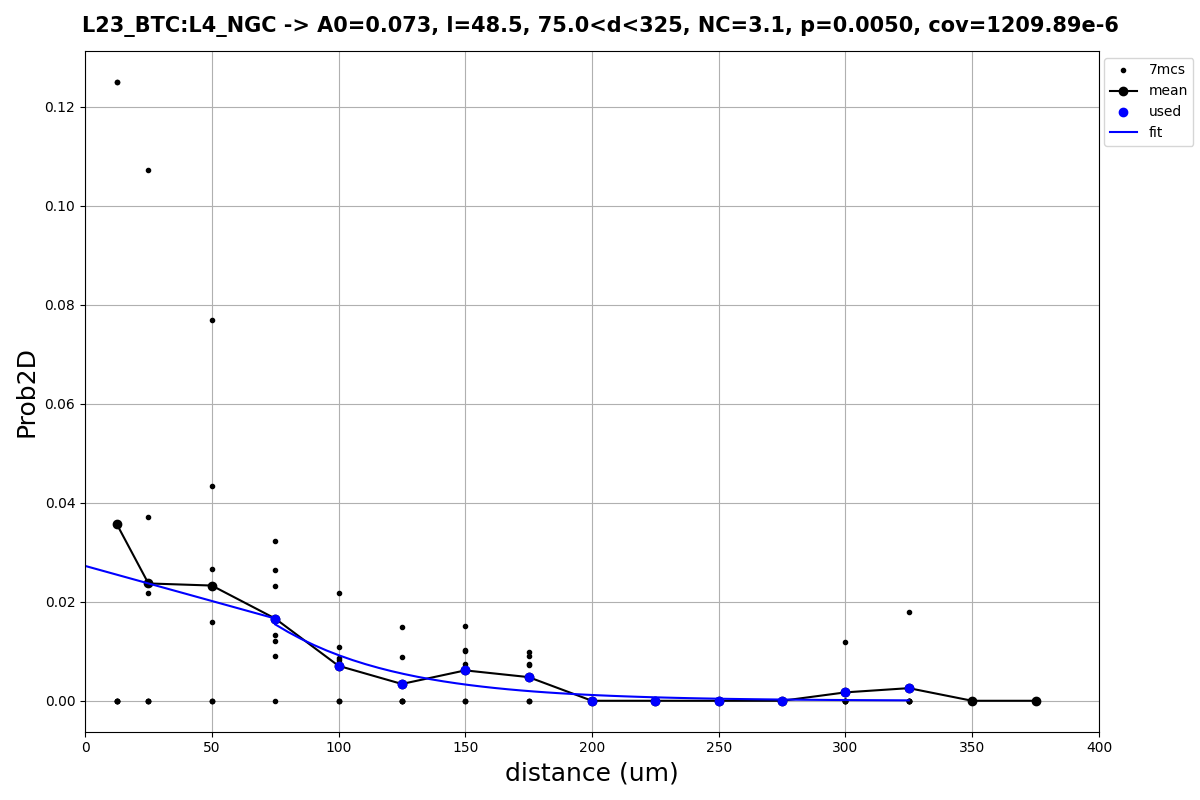 L23_BTC:L4_NGC -> A0=0.073, l=48.5, 75.0<d<325, NC=3.1, p=0.0050, cov=1209.89e-6
7mcs
mean
used
fit
0.12
0.10
0.08
0.06
0.04
0.02
0.00
Prob2D
0 50 100 150 200 250 300 350 400
distance (um)